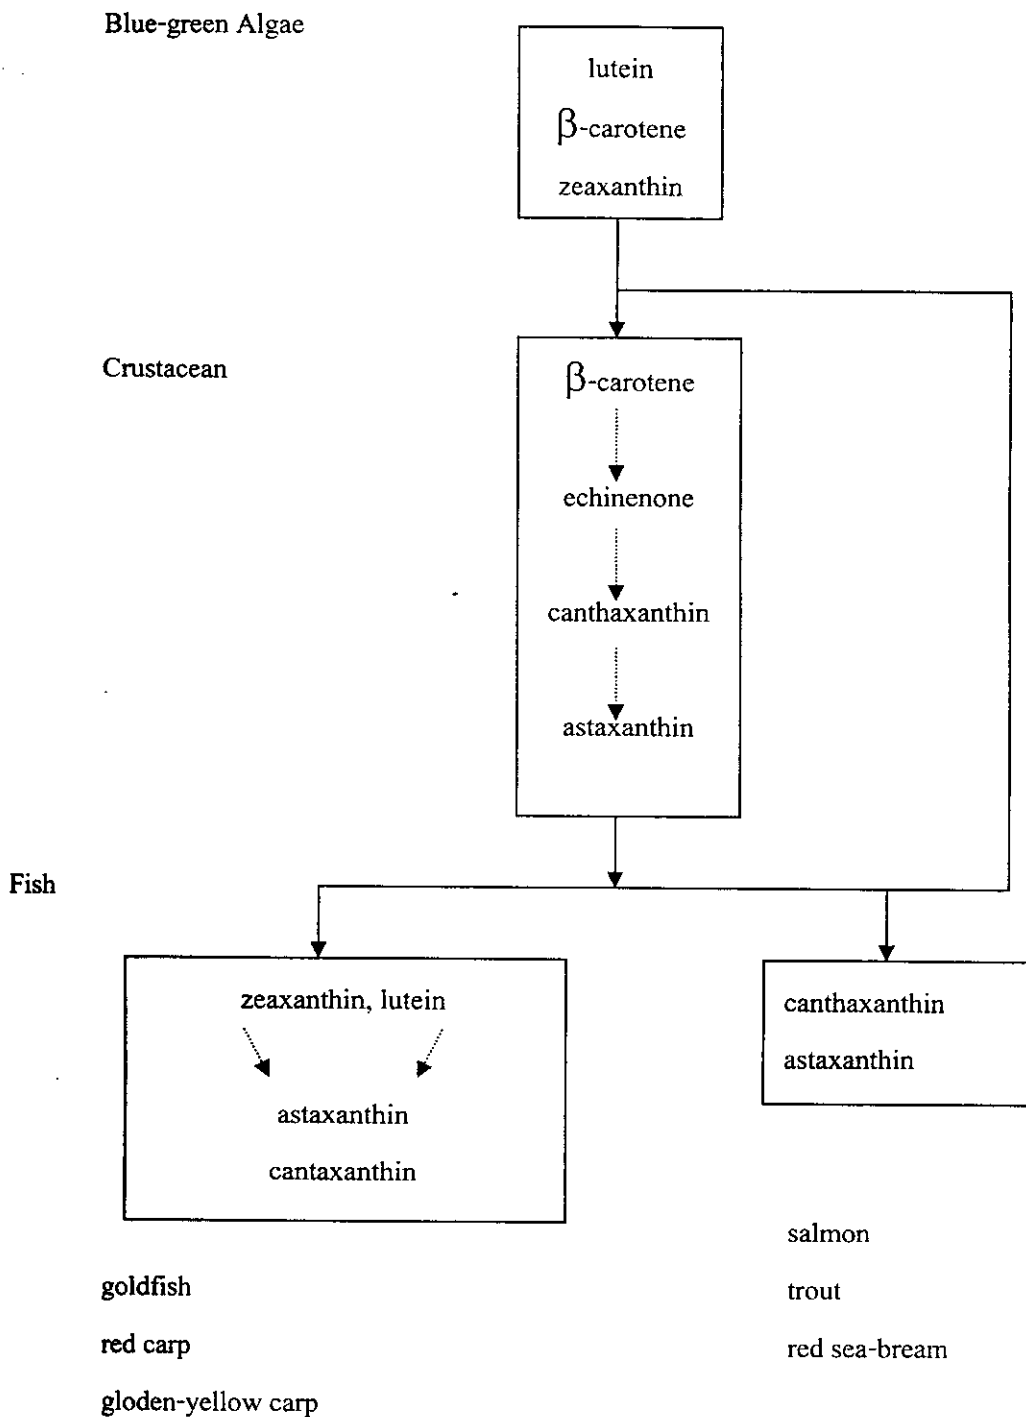 Blue-green Algae
lutein
β-carotene
zeaxanthin
Crustacean
β-carotene
echinenone
canthaxanthin
astaxanthin
Fish
zeaxanthin, lutein
astaxanthin
cantaxanthin
canthaxanthin
astaxanthin
goldfish
red carp
gloden-yellow carp
salmon
trout
red sea-bream